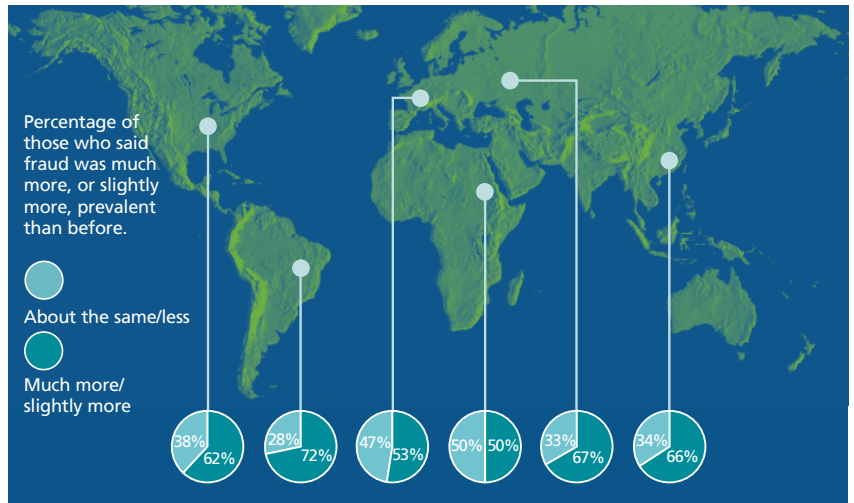 Percentage of
those who said
fraud was much
more, or slightly
more, prevalent
than before.
About the same/less
Much more/
slightly more
38%
62%
28%
72%
47%
53%
50%
50%
33%
67%
34%
66%